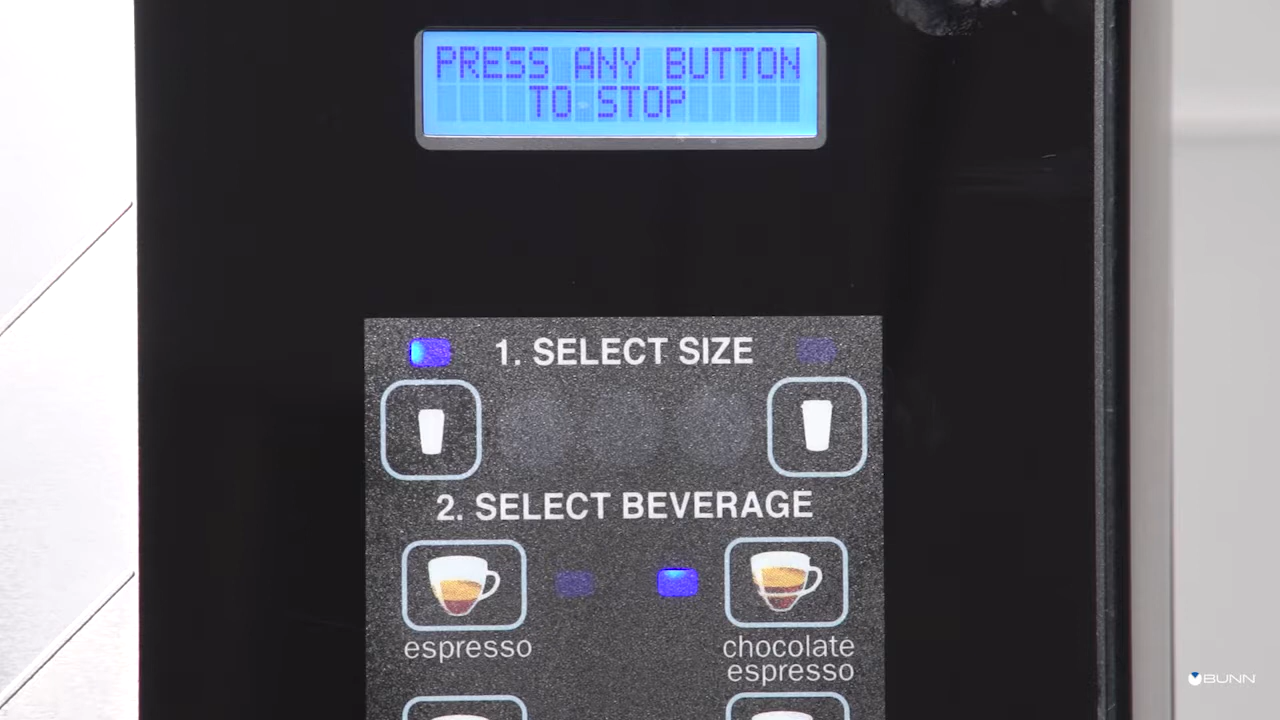 PRESS ANY BUTTON
TO STOP
1. SELECT SIZE
2. SELECT BEVERAGE
espresso
chocolate
espresso
BUNN